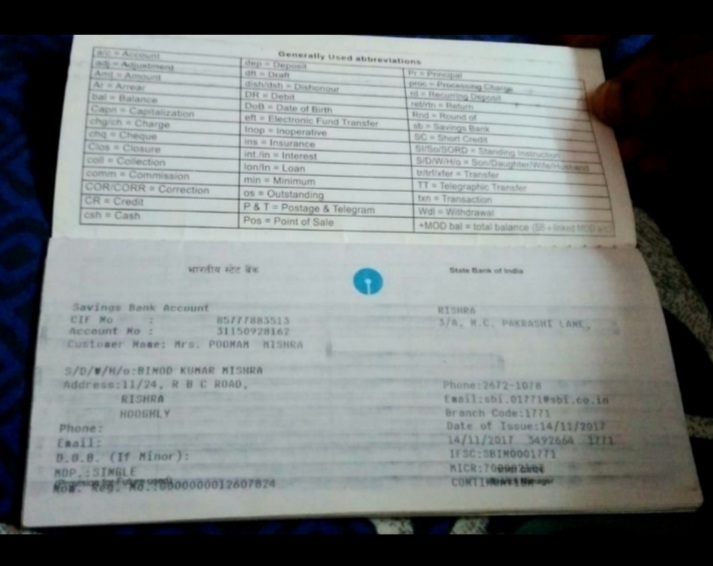 Generally Used abbreviations
a/c = Account
adj = Adjustment
Amt = Amount
Ar = Arrear
bal = Balance
Capn = Capitalization
chg/ch = Charge
chq = Cheque
Clos = Closure
coll = Collection
comm = Commission
COR/CORR = Correction
CR = Credit
csh = Cash
dep = Deposit
dft = Draft
dish/dsh = Dishonour
DR = Debit
DoB = Date of Birth
eft = Electronic Fund Transfer
Inop = Inoperative
ins = Insurance
int./in = Interest
lon/ln = Loan
min = Minimum
os = Outstanding
P & T = Postage & Telegram
Pos = Point of Sale
Pr = Principal
proc = Processing Charge
rd = Recurring Deposit
ret/rtn = Return
Rnd = Round of
sb = Savings Bank
SC = Short Credit
SI/So/SORD = Standing Instruction
S/D/W/H/o = Son/Daughter/Wife/Husband
tr/trf/xfer = Transfer
TT = Telegraphic Transfer
txn = Transaction
Wdl = Withdrawal
+MOD bal = total balance (SB + linked MOD a/c)
भारतीय स्टेट बैंक
State Bank of India
Savings Bank Account
CIF No : 85777883513
Account No : 31150928162
Customer Name: Mrs. POONAM MISHRA
S/D/W/H/o:BINOD KUMAR MISHRA
Address:11/24, R B C ROAD,
RISHRA
HOOGHLY
Phone:
Email:
D.O.B. (If Minor):
MOP.:SINGLE
Nom. Reg. No.:0000000012607824
RISHRA
3/A, N.C. PAKRASHI LANE,
Phone:2672-1078
Email:sbi.01771@sbi.co.in
Branch Code:1771
Date of Issue:14/11/2017
14/11/2017 3492660 1771
IFSC:SBIN0001771
Branch Manager